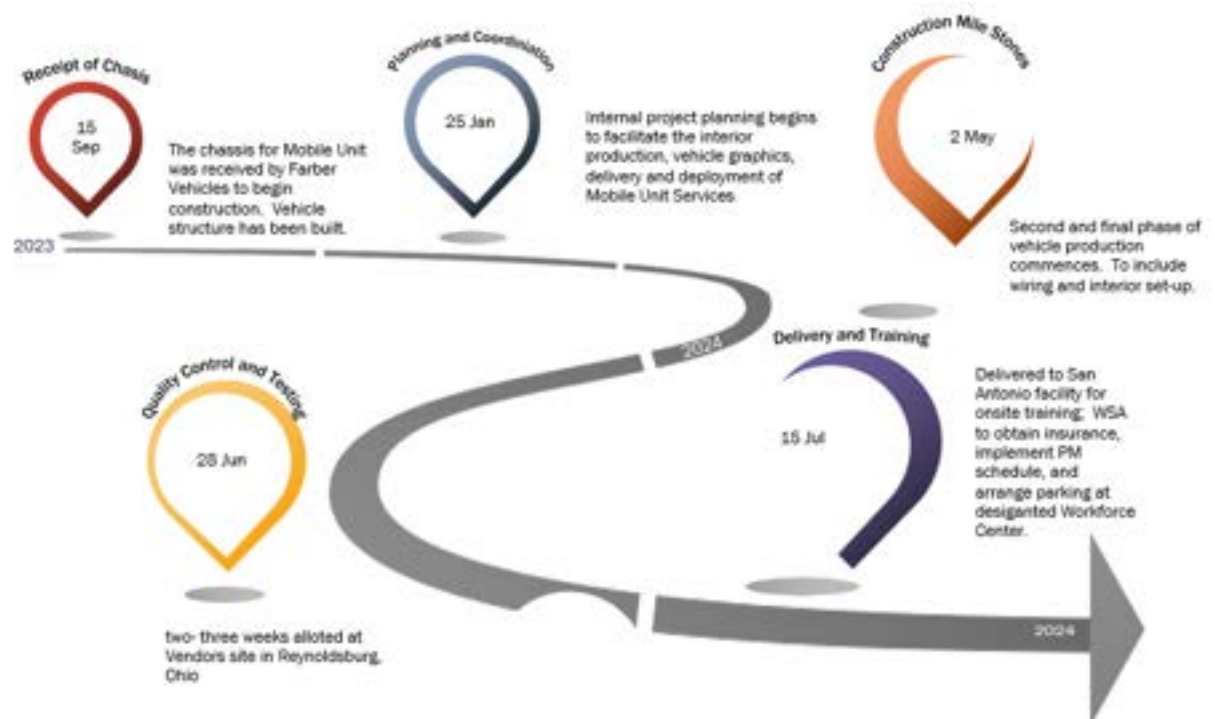 Receipt of Chasis
15
Sep
The chassis for Mobile Unit
was received by Farber
Vehicles to begin
construction. Vehicle
structure has been built.
2023
Planning and Coordiniation
25 Jan
Internal project planning begins
to facilitate the interior
production, vehicle graphics,
delivery and deployment of
Mobile Unit Services
Construction Mile Stones
2 May
Second and final phase of
vehicle production
commences. To include
wiring and interior set-up.
2024
Quality Control and Testing
28 Jun
two- three weeks alloted at
Vendors site in Reynoldsburg,
Ohio
Delivery and Training
15 Jul
Delivered to San
Antonio facility for
onsite training; WSA
to obtain insurance,
implement PM
schedule, and
arrange parking at
desiganted Workforce
Center.
2024